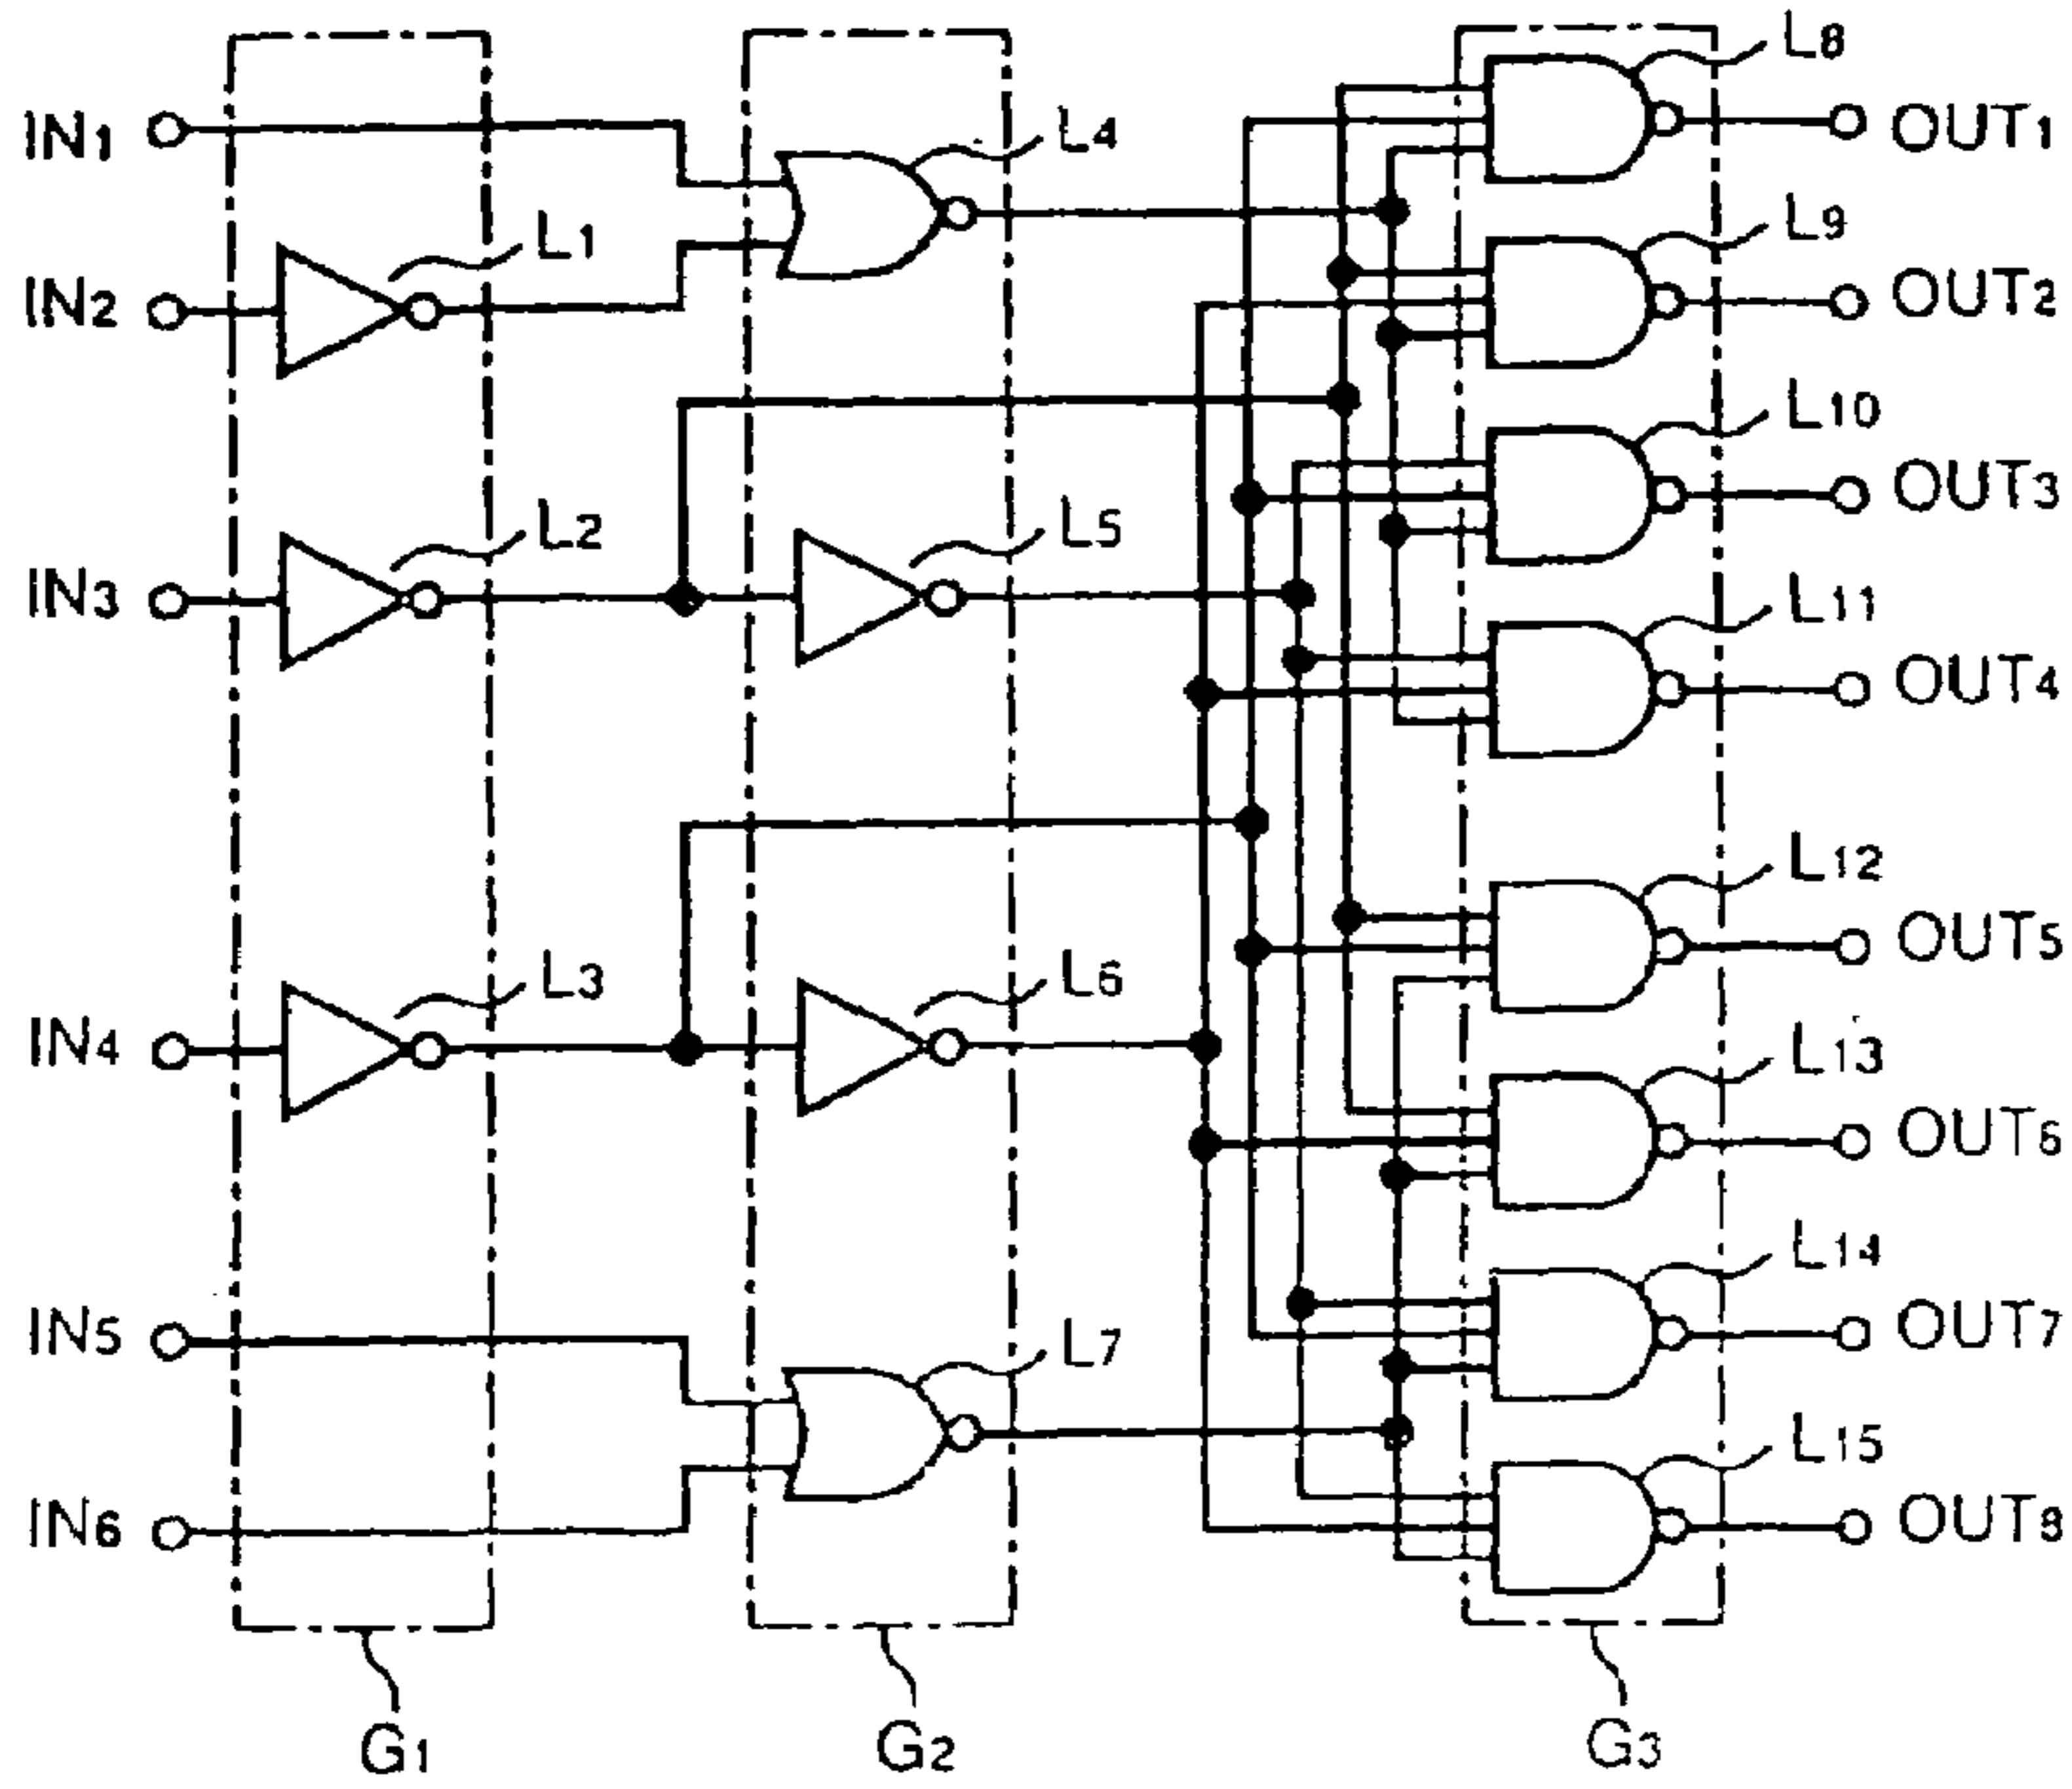 L8
IN1
L4
OUT1
L1
L9
IN2
OUT2
L10
L2
L5
OUT3
IN3
L11
OUT4
L12
L3
L6
OUT5
IN4
L13
OUT6
L14
IN5
L7
OUT7
L15
IN6
OUT8
G1
G2
G3